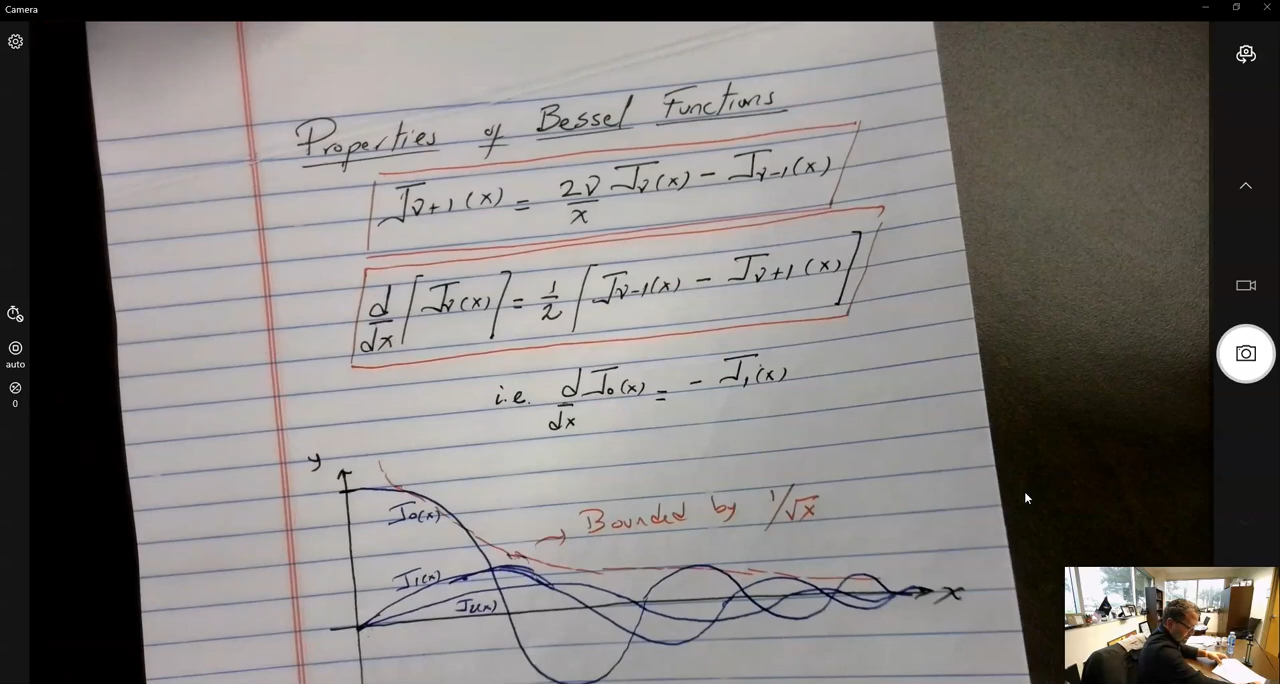 Camera
Properties of Bessel Functions
Jν+1(x) = 2ν/x Jν(x) - Jν-1(x)
d/dx [Jν(x)] = 1/2 [Jν-1(x) - Jν+1(x)]
i.e. d/dx J0(x) = - J1(x)
y
J0(x)
→ Bounded by 1/√x
J1(x)
J2(x)
x
auto
0